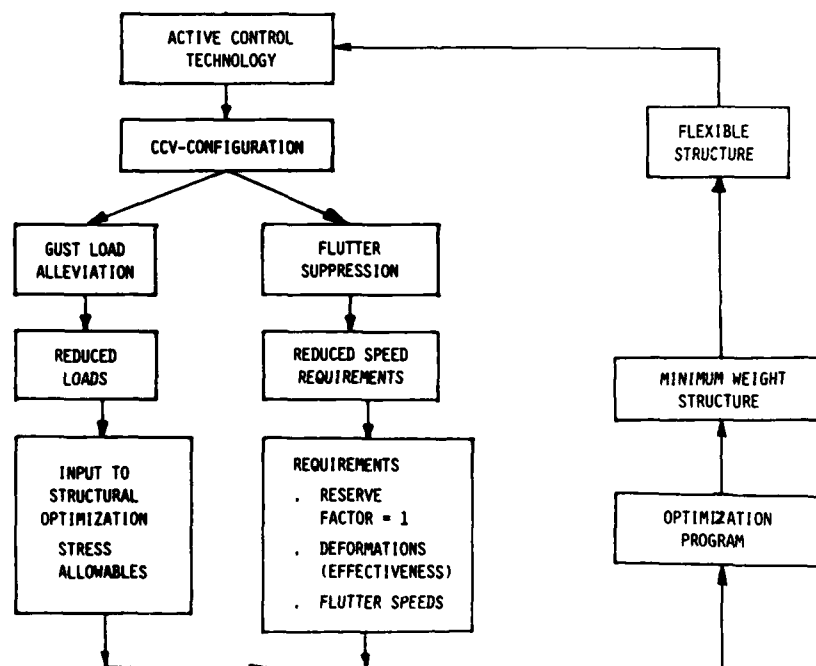 ACTIVE CONTROL
TECHNOLOGY
CCV-CONFIGURATION
GUST LOAD
ALLEVIATION
REDUCED
LOADS
INPUT TO
STRUCTURAL
OPTIMIZATION
STRESS
ALLOWABLES
FLUTTER
SUPPRESSION
REDUCED SPEED
REQUIREMENTS
REQUIREMENTS
. RESERVE
FACTOR = 1
. DEFORMATIONS
(EFFECTIVENESS)
. FLUTTER SPEEDS
FLEXIBLE
STRUCTURE
MINIMUM WEIGHT
STRUCTURE
OPTIMIZATION
PROGRAM